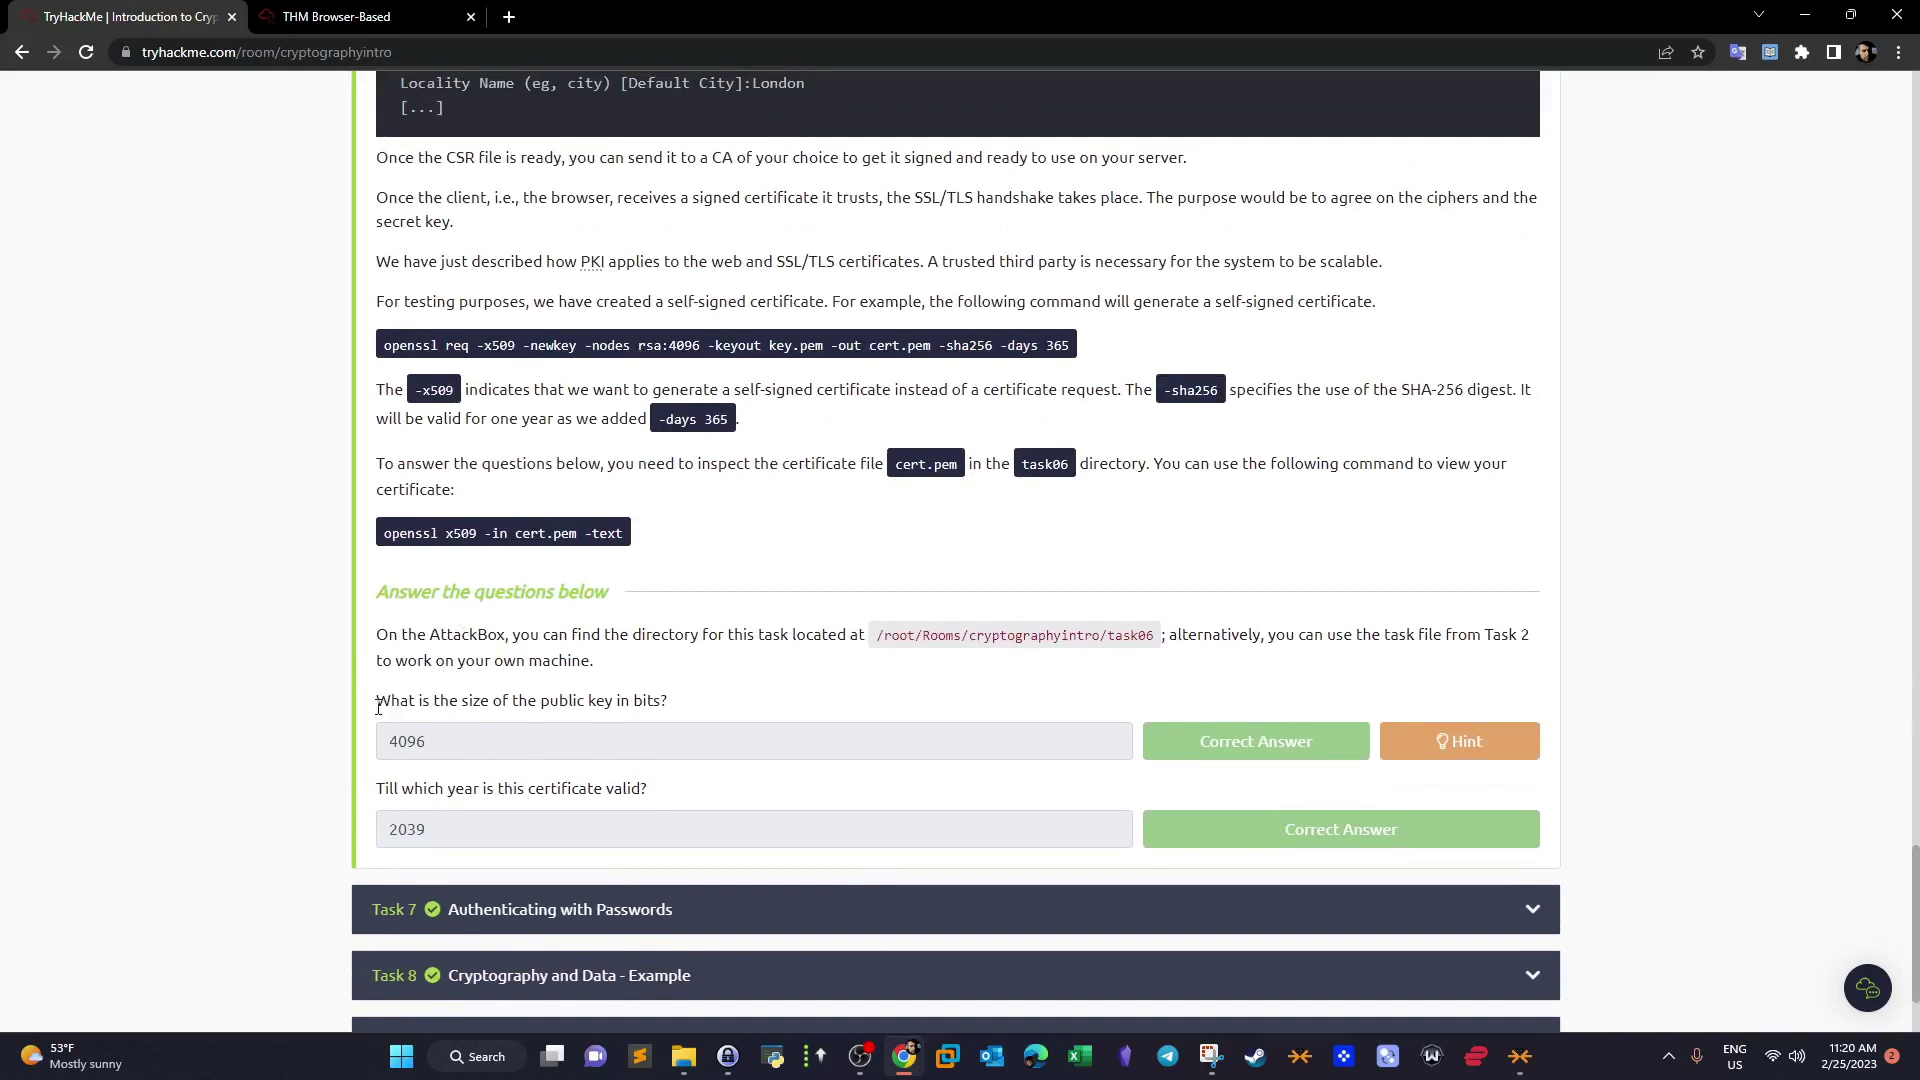 TryHackMe | Introduction to Cryp
THM Browser-Based
tryhackme.com/room/cryptographyintro
Locality Name (eg, city) [Default City]:London
[...]
Once the CSR file is ready, you can send it to a CA of your choice to get it signed and ready to use on your server.
Once the client, i.e., the browser, receives a signed certificate it trusts, the SSL/TLS handshake takes place. The purpose would be to agree on the ciphers and the
secret key.
We have just described how PKI applies to the web and SSL/TLS certificates. A trusted third party is necessary for the system to be scalable.
For testing purposes, we have created a self-signed certificate. For example, the following command will generate a self-signed certificate.
openssl req -x509 -newkey -nodes rsa:4096 -keyout key.pem -out cert.pem -sha256 -days 365
The -x509 indicates that we want to generate a self-signed certificate instead of a certificate request. The -sha256 specifies the use of the SHA-256 digest. It
will be valid for one year as we added -days 365.
To answer the questions below, you need to inspect the certificate file cert.pem in the task06 directory. You can use the following command to view your
certificate:
openssl x509 -in cert.pem -text
Answer the questions below
On the AttackBox, you can find the directory for this task located at /root/Rooms/cryptographyintro/task06; alternatively, you can use the task file from Task 2
to work on your own machine.
What is the size of the public key in bits?
4096
Correct Answer
Hint
Till which year is this certificate valid?
2039
Correct Answer
Task 7 Authenticating with Passwords
Task 8 Cryptography and Data - Example
53°F
Mostly sunny
Search
ENG
US
11:20 AM
2/25/2023
2